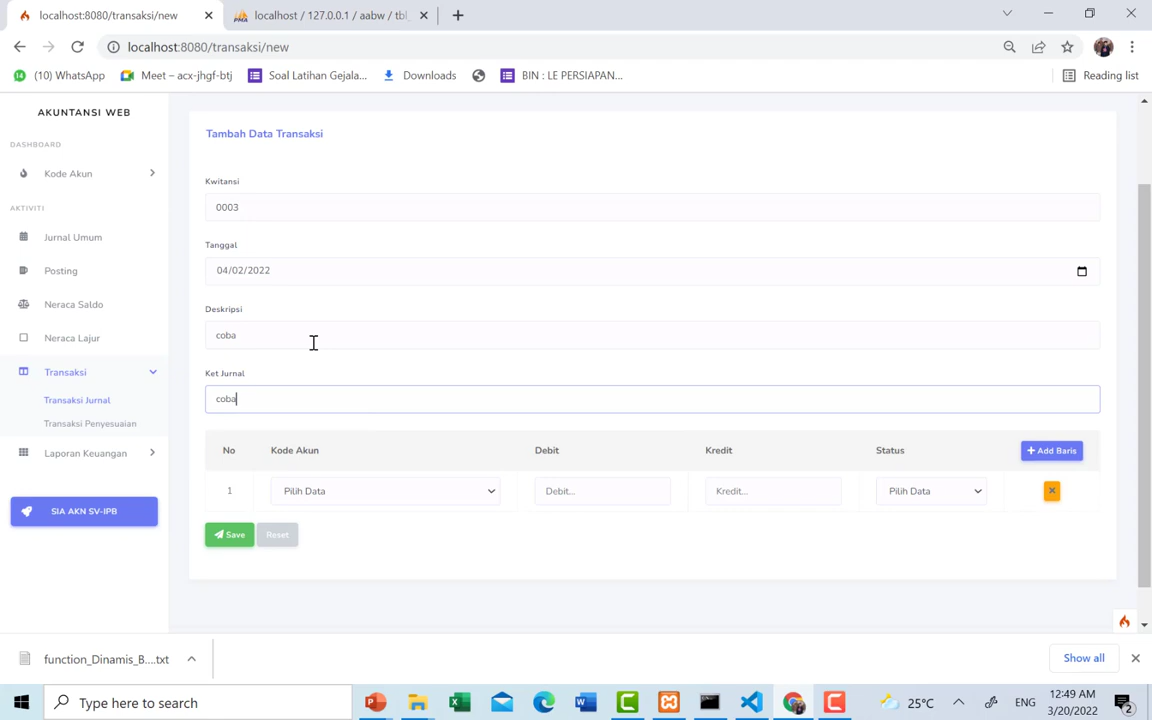 localhost:8080/transaksi/new
localhost / 127.0.0.1 / aabw / tbl_
localhost:8080/transaksi/new
(10) WhatsApp
Meet – acx-jhgf-btj
Soal Latihan Gejala...
Downloads
BIN : LE PERSIAPAN...
Reading list
AKUNTANSI WEB
DASHBOARD
Kode Akun
AKTIVITI
Jurnal Umum
Posting
Neraca Saldo
Neraca Lajur
Transaksi
Transaksi Jurnal
Transaksi Penyesuaian
Laporan Keuangan
SIA AKN SV-IPB
Tambah Data Transaksi
Kwitansi
0003
Tanggal
04/02/2022
Deskripsi
coba
Ket Jurnal
coba
No Kode Akun Debit Kredit Status + Add Baris
1 Pilih Data Debit... Kredit... Pilih Data
Save Reset
function_Dinamis_B....txt
Show all
Type here to search
25°C
ENG
12:49 AM
3/20/2022
2